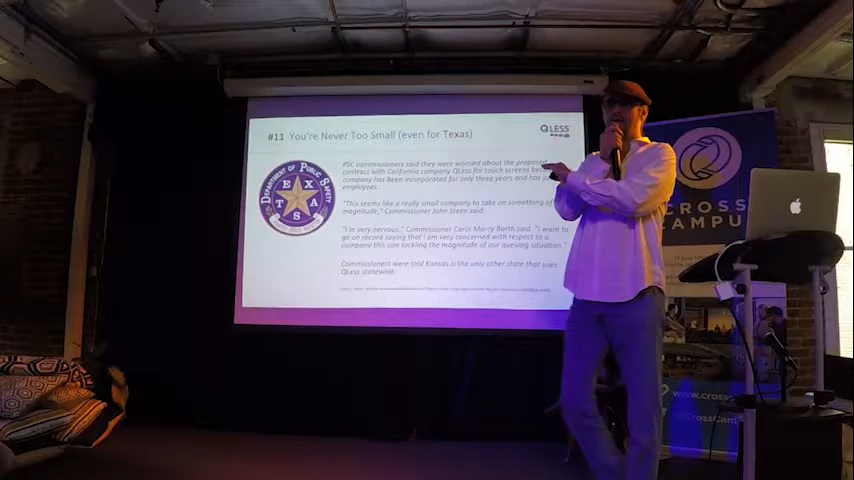 #11 You're Never Too Small (even for Texas)
QLESS
PSC commissioners said they were worried about the proposed
contract with California company QLess for touch screens
company has been incorporated for only three years and has
employees.
"This seems like a really small company to take on something of
magnitude," Commissioner John Steen said.
"I'm very nervous," Commissioner Carin Marcy Barth said. "I want to
go on record saying that I am very concerned with respect to a
company this size tackling the magnitude of our queuing situation."
Commissioners were told Kansas is the only other state that uses
QLess statewide.
DEPARTMENT OF PUBLIC SAFETY
TEXAS
CROSS
CAMPUS
www.cross